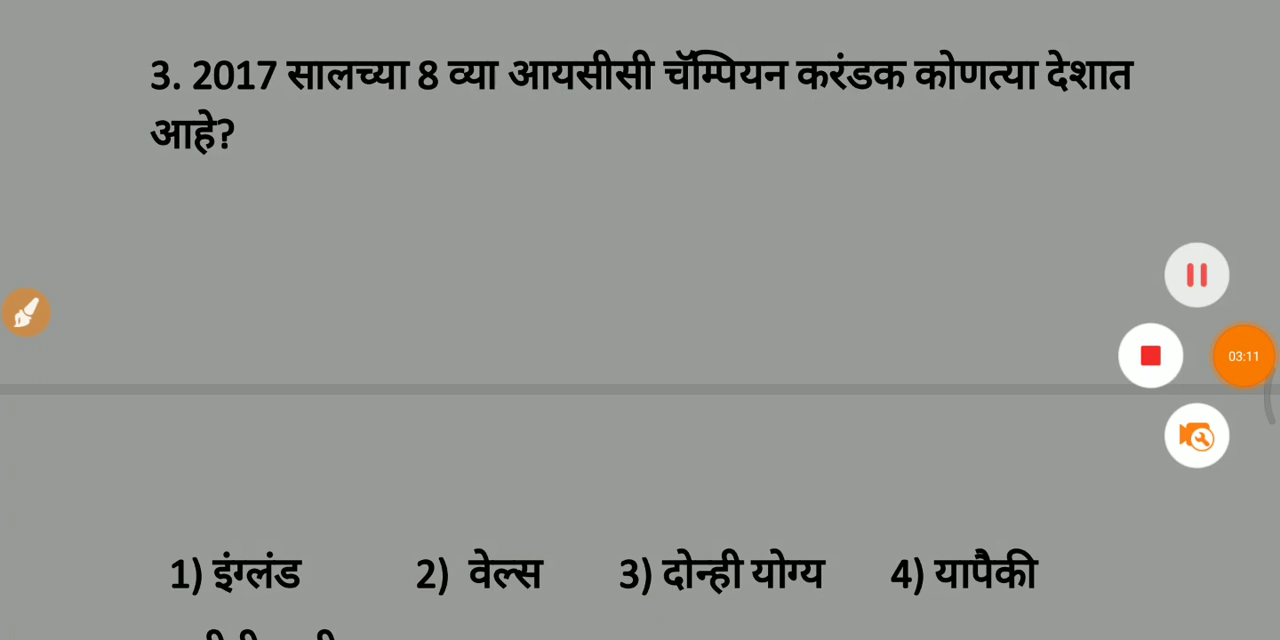 3. 2017 सालच्या 8 व्या आयसीसी चॅम्पियन करंडक कोणत्या देशात
आहे?
03:11
1) इंग्लंड 2) वेल्स 3) दोन्ही योग्य 4) यापैकी